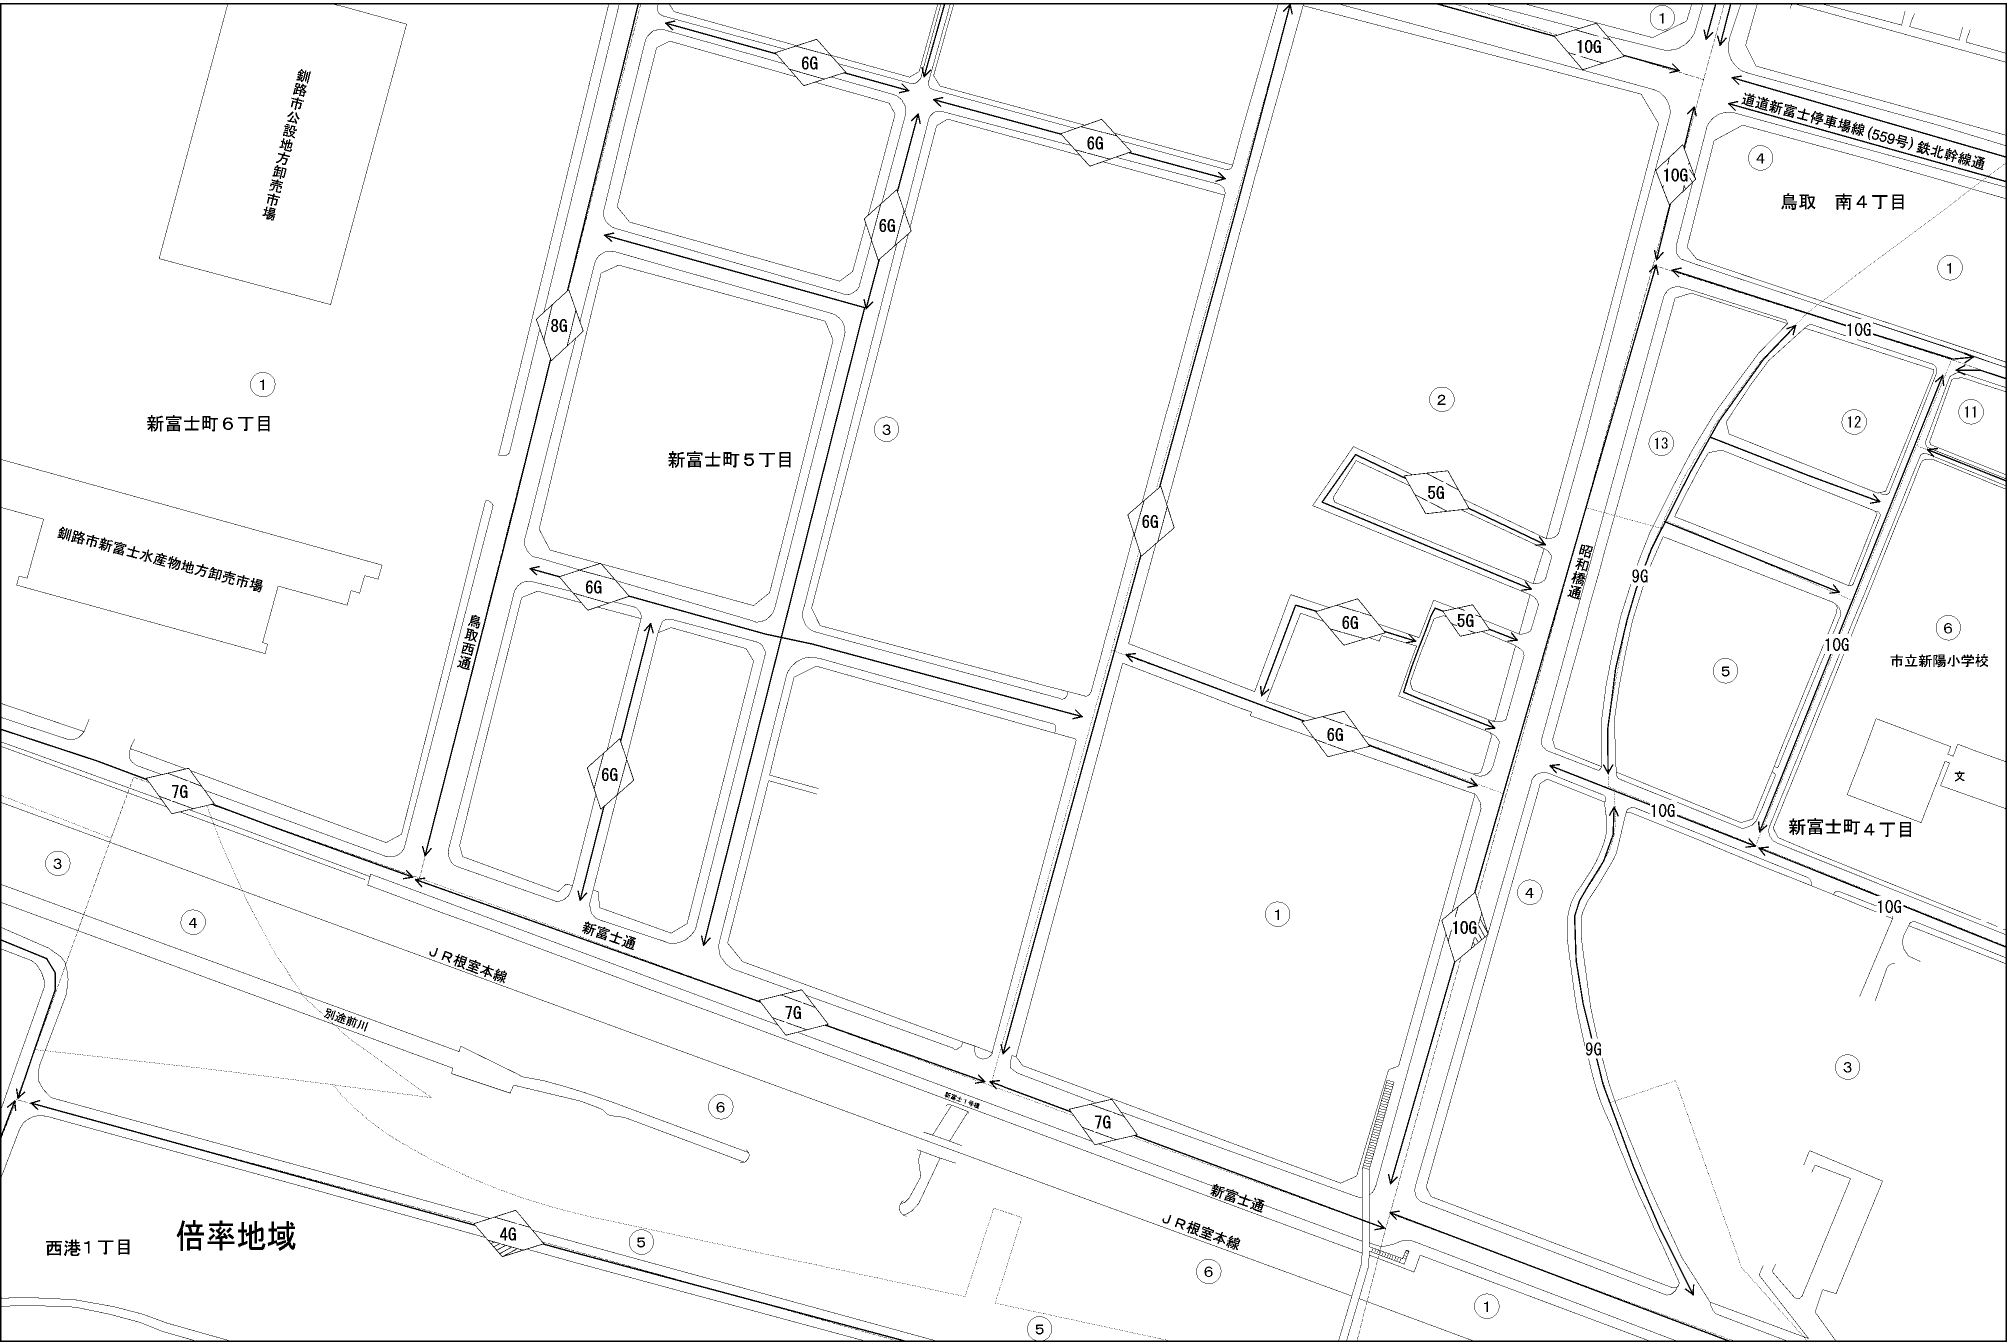 ①
10G
6G
釧路市公設地方卸売市場
道道新富士停車場線(559号)鉄北幹線通
6G
④
10G
鳥取　南４丁目
6G
①
8G
10G
①
②
⑪
新富士町６丁目
③
⑫
⑬
新富士町５丁目
5G
6G
釧路市新富士水産物地方卸売市場
昭和橋通
9G
6G
6G
5G
⑥
鳥取西通
10G
市立新陽小学校
⑤
6G
6G
文
7G
10G
新富士町４丁目
③
④
10G
①
④
10G
新富士通
ＪＲ根室本線
7G
別途前川
9G
③
⑥
新富士１号橋
7G
新富士通
ＪＲ根室本線
倍率地域
西港１丁目
4G
⑤
⑥
①
⑤